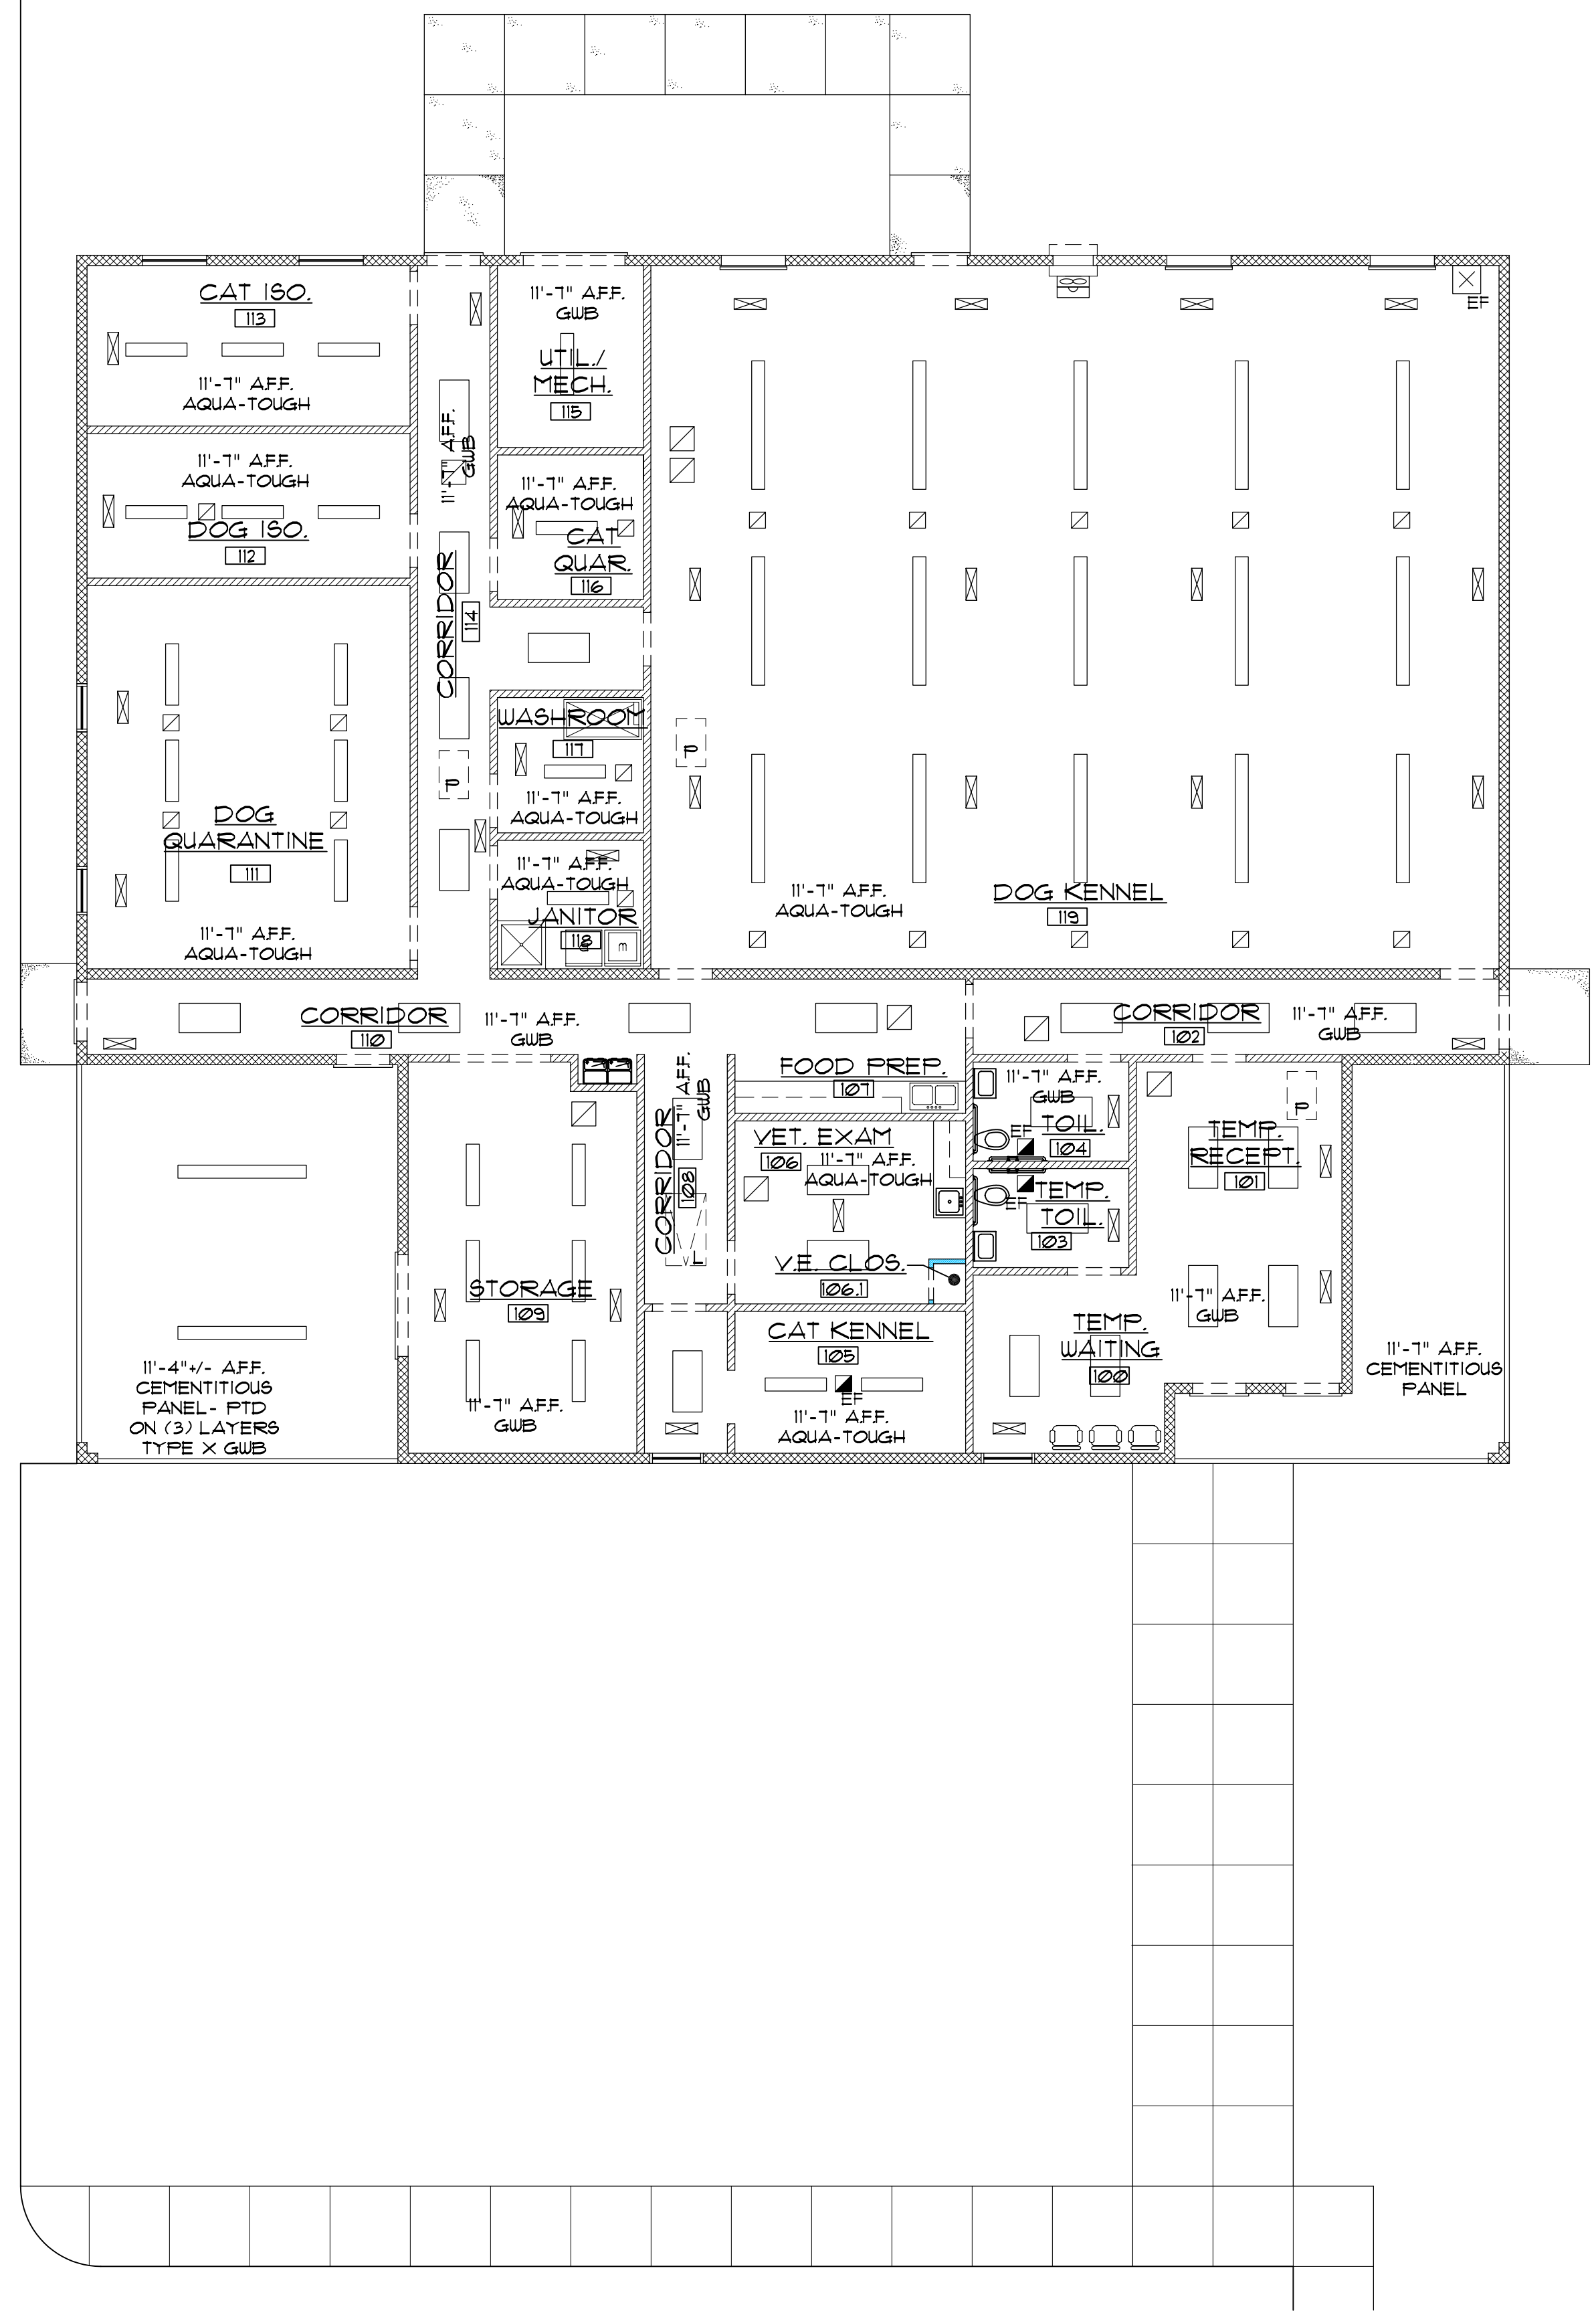 CAT ISO.
113
11'-7" A.F.F.
AQUA-TOUGH
11'-7" A.F.F.
AQUA-TOUGH
DOG ISO.
112
DOG
QUARANTINE
111
11'-7" A.F.F.
AQUA-TOUGH
11'-7" A.F.F.
GWB
CORRIDOR
114
P
11'-7" A.F.F.
GWB
UTIL./
MECH.
115
11'-7" A.F.F.
AQUA-TOUGH
CAT
QUAR.
116
WASHROOM
117
11'-7" A.F.F.
AQUA-TOUGH
11'-7" A.F.F.
AQUA-TOUGH
JANITOR
118
m
EF
P
11'-7" A.F.F.
AQUA-TOUGH
DOG KENNEL
119
CORRIDOR
110
11'-7" A.F.F.
GWB
CORRIDOR
102
11'-7" A.F.F.
GWB
FOOD PREP.
107
11'-7" A.F.F.
GWB
CORRIDOR
108
L
VET. EXAM
106
11'-7" A.F.F.
AQUA-TOUGH
V.E. CLOS.
106.1
CAT KENNEL
105
EF
11'-7" A.F.F.
AQUA-TOUGH
11'-7" A.F.F.
GWB
EF
TOIL.
104
EF
TEMP.
TOIL.
103
P
TEMP.
RECEPT.
101
11'-7" A.F.F.
GWB
TEMP.
WAITING
100
STORAGE
109
11'-7" A.F.F.
GWB
11'-4"+/- A.F.F.
CEMENTITIOUS
PANEL- PTD
ON (3) LAYERS
TYPE X GWB
11'-7" A.F.F.
CEMENTITIOUS
PANEL